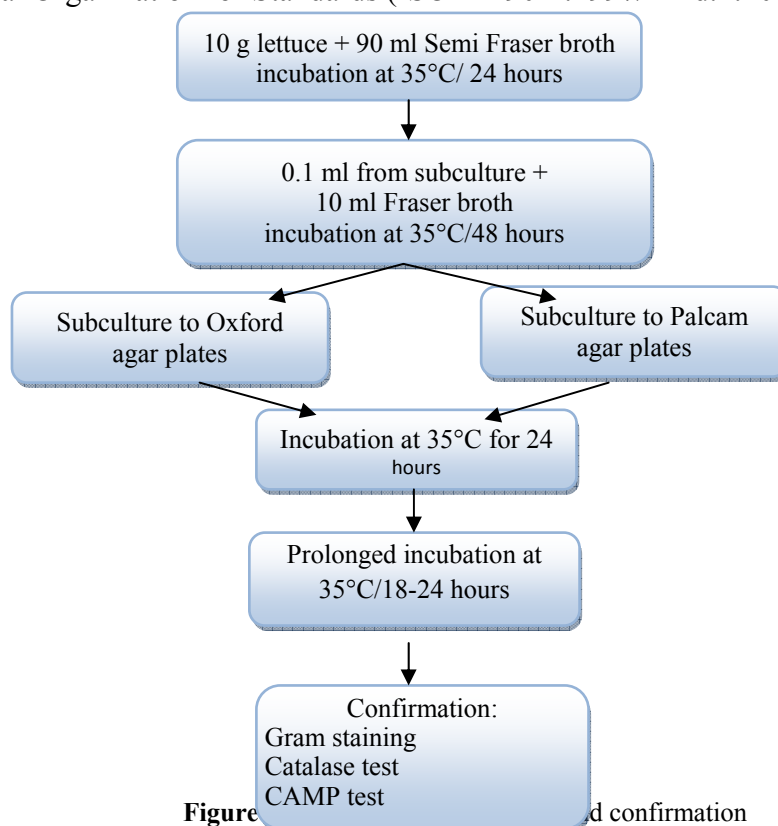 10 g lettuce + 90 ml Semi Fraser broth
incubation at 35°C/ 24 hours
0.1 ml from subculture +
10 ml Fraser broth
incubation at 35°C/48 hours
Subculture to Oxford
agar plates
Subculture to Palcam
agar plates
Incubation at 35°C for 24
hours
Prolonged incubation at
35°C/18-24 hours
Confirmation:
Gram staining
Catalase test
CAMP test
Figure confirmation